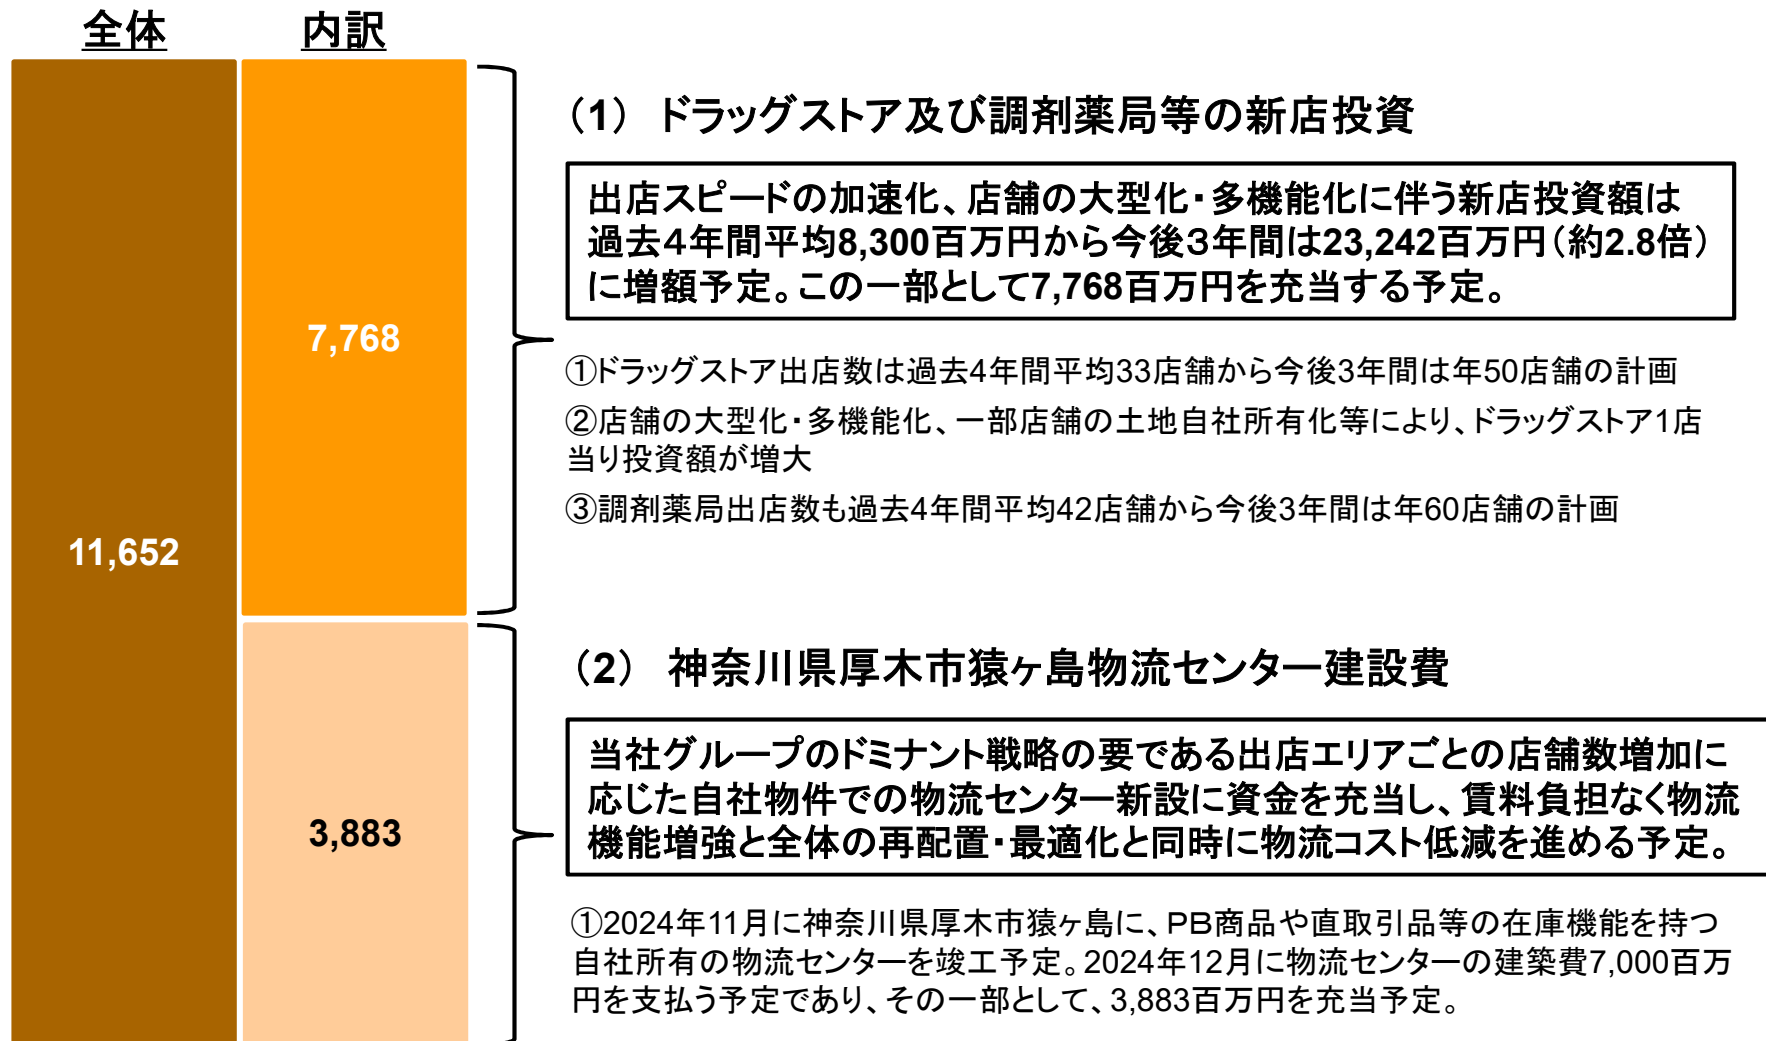 全体
内訳
11,652
7,768
3,883
（1） ドラッグストア及び調剤薬局等の新店投資
出店スピードの加速化、店舗の大型化・多機能化に伴う新店投資額は
過去４年間平均8,300百万円から今後３年間は23,242百万円（約2.8倍）
に増額予定。この一部として7,768百万円を充当する予定。
①ドラッグストア出店数は過去4年間平均33店舗から今後3年間は年50店舗の計画
②店舗の大型化・多機能化、一部店舗の土地自社所有化等により、ドラッグストア1店
当り投資額が増大
③調剤薬局出店数も過去4年間平均42店舗から今後3年間は年60店舗の計画
（2） 神奈川県厚木市猿ヶ島物流センター建設費
当社グループのドミナント戦略の要である出店エリアごとの店舗数増加に
応じた自社物件での物流センター新設に資金を充当し、賃料負担なく物流
機能増強と全体の再配置・最適化と同時に物流コスト低減を進める予定。
①2024年11月に神奈川県厚木市猿ヶ島に、ＰＢ商品や直取引品等の在庫機能を持つ
自社所有の物流センターを竣工予定。2024年12月に物流センターの建築費7,000百万
円を支払う予定であり、その一部として、3,883百万円を充当予定。